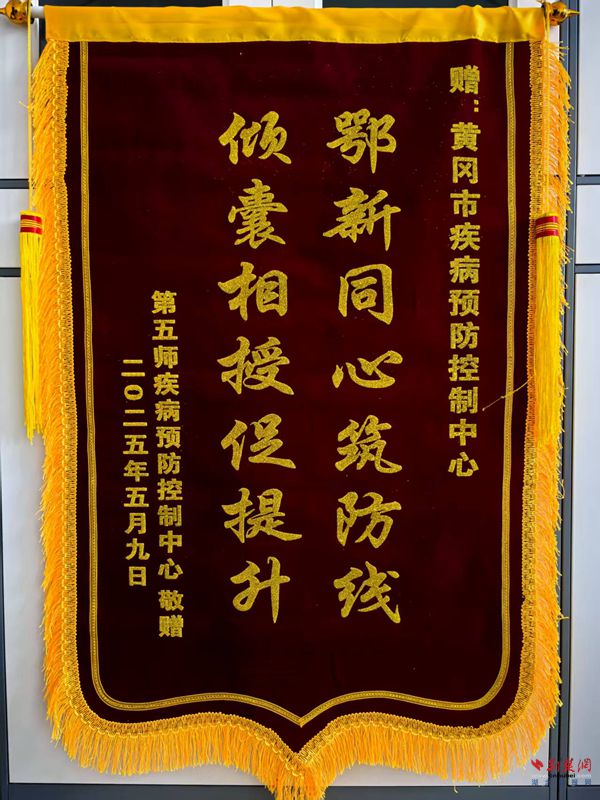 赠：黄冈市疾病预防控制中心
鄂新同心筑防线
倾囊相授促提升
第五师疾病预防控制中心 敬赠
二〇二五年五月九日